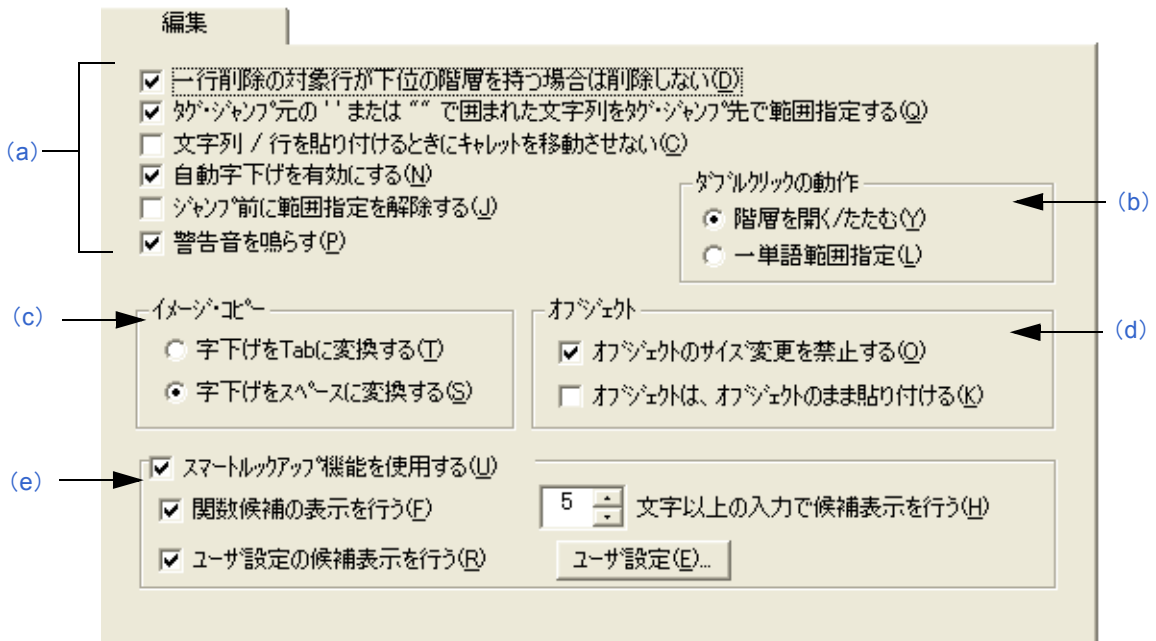 編集
一行削除の対象行が下位の階層を持つ場合は削除しない(D)
ﾀｸﾞ・ｼﾞｬﾝﾌﾟ元の ' ' または “” で囲まれた文字列をﾀｸﾞ・ｼﾞｬﾝﾌﾟ先で範囲指定する(Q)
文字列 / 行を貼り付けるときにｷｬﾚｯﾄを移動させない(C)
(a)
自動字下げを有効にする(N)
ｼﾞｬﾝﾌﾟ前に範囲指定を解除する(J)
警告音を鳴らす(P)
ﾀﾞﾌﾞﾙｸﾘｯｸの動作
(b)
階層を開く/たたむ(Y)
一単語範囲指定(L)
(c)
ｲﾒｰｼﾞ・ｺﾋﾟｰ
字下げをTabに変換する(T)
字下げをｽﾍﾟｰｽに変換する(S)
ｵﾌﾞｼﾞｪｸﾄ
(d)
ｵﾌﾞｼﾞｪｸﾄのｻｲｽﾞ変更を禁止する(O)
ｵﾌﾞｼﾞｪｸﾄは、ｵﾌﾞｼﾞｪｸﾄのまま貼り付ける(K)
(e)
ｽﾏｰﾄﾙｯｸｱｯﾌﾟ機能を使用する(U)
関数候補の表示を行う(F)
5 文字以上の入力で候補表示を行う(H)
ﾕｰｻﾞ設定の候補表示を行う(R)
ﾕｰｻﾞ設定(E)...